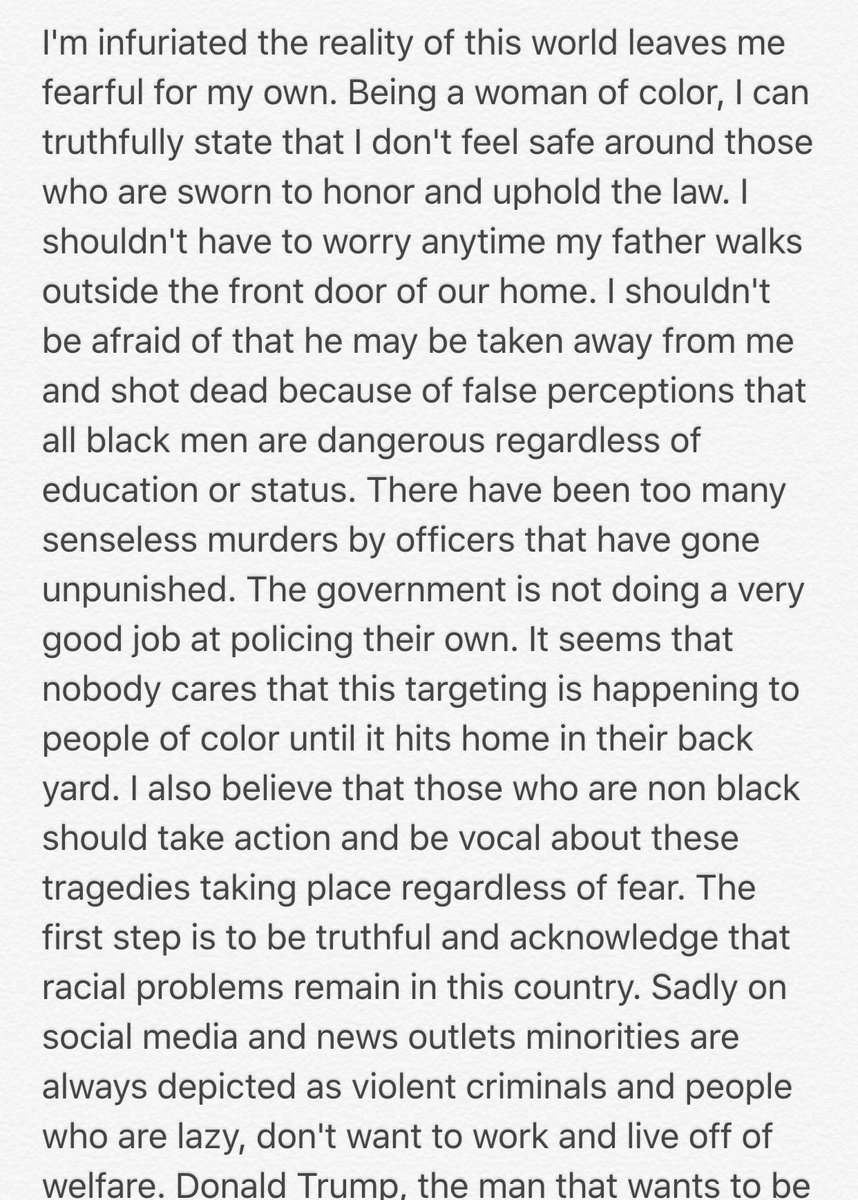 I'm infuriated the reality of this world leaves me
fearful for my own. Being a woman of color, I can
truthfully state that I don't feel safe around those
who are sworn to honor and uphold the law. I
shouldn't have to worry anytime my father walks
outside the front door of our home. I shouldn't
be afraid of that he may be taken away from me
and shot dead because of false perceptions that
all black men are dangerous regardless of
education or status. There have been too many
senseless murders by officers that have gone
unpunished. The government is not doing a very
good job at policing their own. It seems that
nobody cares that this targeting is happening to
people of color until it hits home in their back
yard. I also believe that those who are non black
should take action and be vocal about these
tragedies taking place regardless of fear. The
first step is to be truthful and acknowledge that
racial problems remain in this country. Sadly on
social media and news outlets minorities are
always depicted as violent criminals and people
who are lazy, don't want to work and live off of
welfare. Donald Trump, the man that wants to be